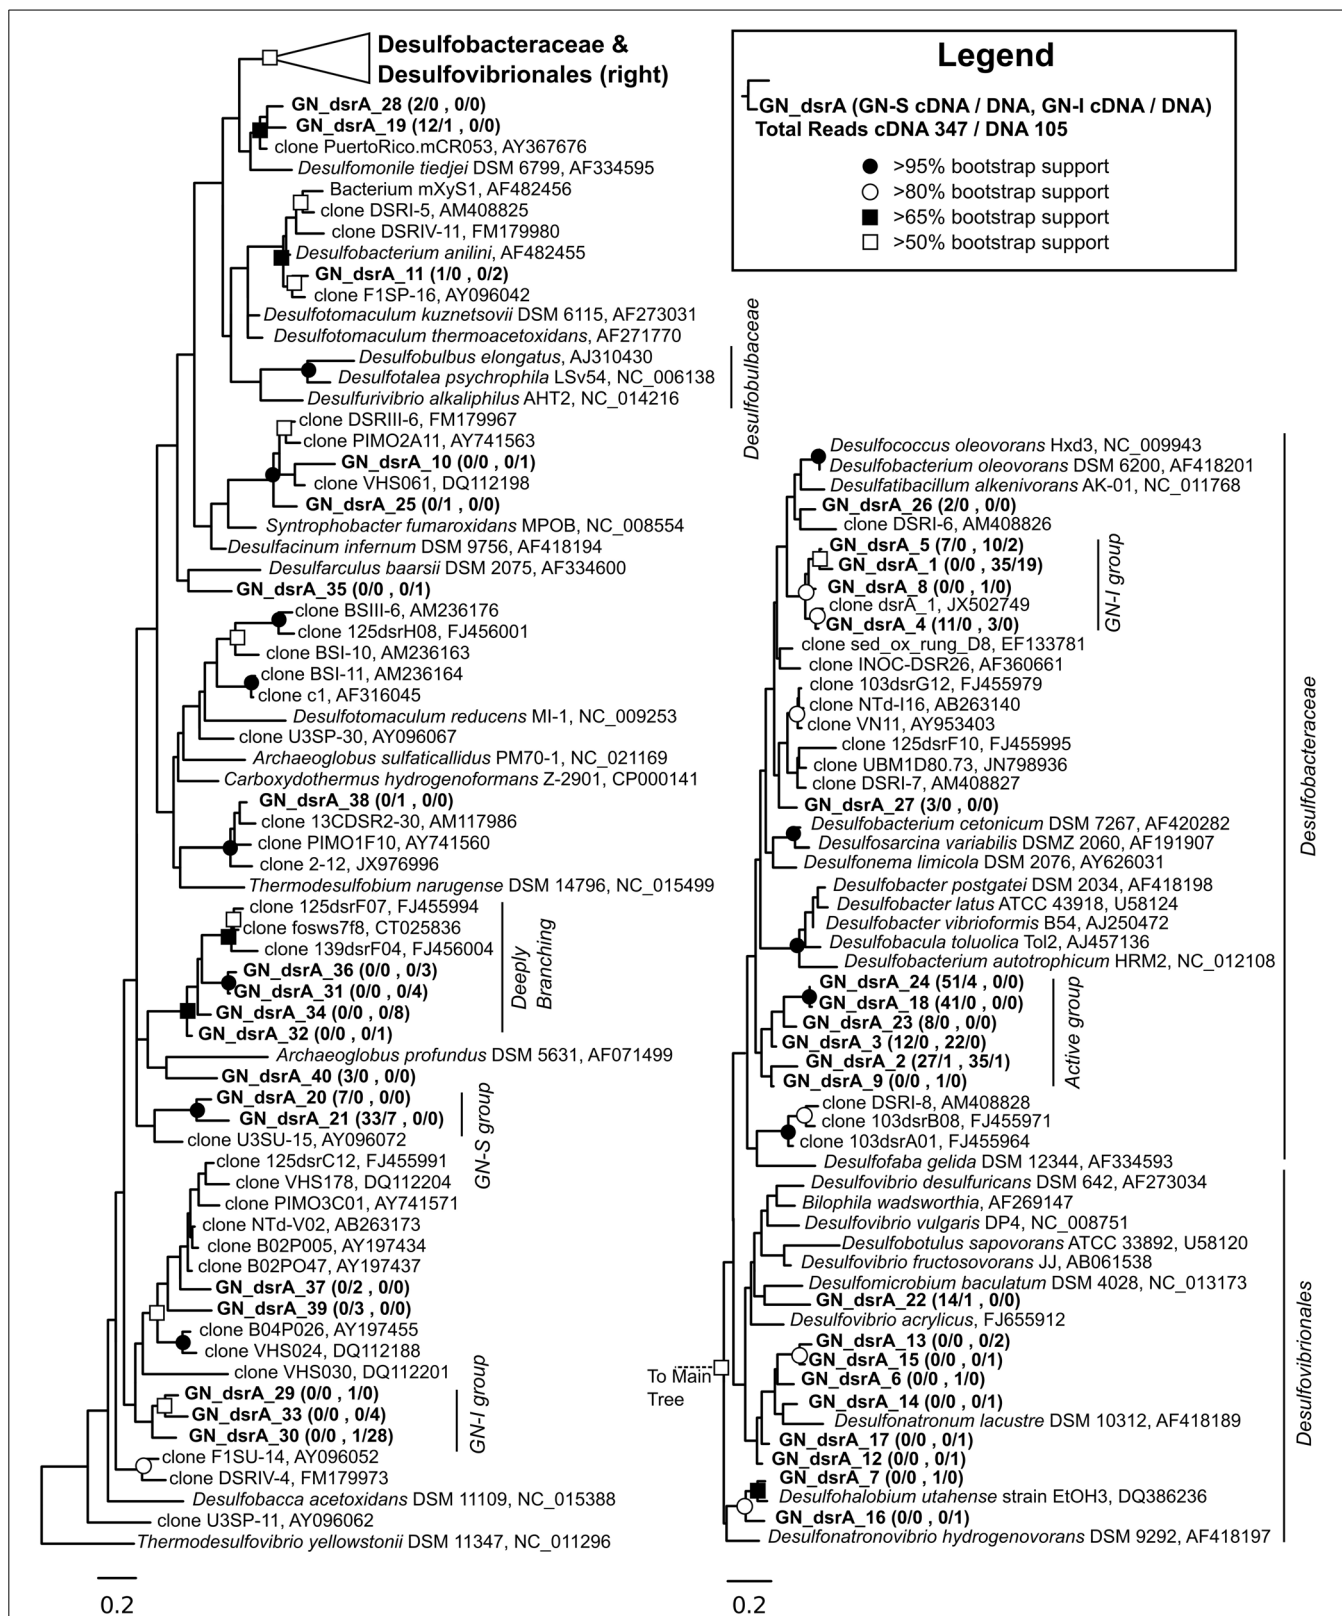 Desulfobacteraceae &
Desulfovibrionales (right)
GN_dsrA_28 (2/0 , 0/0)
GN_dsrA_19 (12/1 , 0/0)
clone PuertoRico.mCR053, AY367676
Desulfomonile tiedjei DSM 6799, AF334595
Bacterium mXyS1, AF482456
clone DSRI-5, AM408825
clone DSRIV-11, FM179980
Desulfobacterium anilini, AF482455
GN_dsrA_11 (1/0 , 0/2)
clone F1SP-16, AY096042
Desulfotomaculum kuznetsovii DSM 6115, AF273031
Desulfotomaculum thermoacetoxidans, AF271770
Desulfobulbus elongatus, AJ310430
Desulfotalea psychrophila LSv54, NC_006138
Desulfurivibrio alkaliphilus AHT2, NC_014216
Desulfobulbaceae
clone DSRIII-6, FM179967
clone PIMO2A11, AY741563
GN_dsrA_10 (0/0 , 0/1)
clone VHS061, DQ112198
GN_dsrA_25 (0/1 , 0/0)
Syntrophobacter fumaroxidans MPOB, NC_008554
Desulfacinum infernum DSM 9756, AF418194
Desulfarculus baarsii DSM 2075, AF334600
GN_dsrA_35 (0/0 , 0/1)
clone BSIII-6, AM236176
clone 125dsrH08, FJ456001
clone BSI-10, AM236163
clone BSI-11, AM236164
clone c1, AF316045
Desulfotomaculum reducens MI-1, NC_009253
clone U3SP-30, AY096067
Archaeoglobus sulfaticallidus PM70-1, NC_021169
Carboxydothermus hydrogenoformans Z-2901, CP000141
GN_dsrA_38 (0/1 , 0/0)
clone 13CDSR2-30, AM117986
clone PIMO1F10, AY741560
clone 2-12, JX976996
Thermodesulfobium narugense DSM 14796, NC_015499
clone 125dsrF07, FJ455994
clone fosws7f8, CT025836
clone 139dsrF04, FJ456004
GN_dsrA_36 (0/0 , 0/3)
GN_dsrA_31 (0/0 , 0/4)
GN_dsrA_34 (0/0 , 0/8)
GN_dsrA_32 (0/0 , 0/1)
Deeply
Branching
Archaeoglobus profundus DSM 5631, AF071499
GN_dsrA_40 (3/0 , 0/0)
GN_dsrA_20 (7/0 , 0/0)
GN_dsrA_21 (33/7 , 0/0)
clone U3SU-15, AY096072
GN-S group
clone 125dsrC12, FJ455991
clone VHS178, DQ112204
clone PIMO3C01, AY741571
clone NTd-V02, AB263173
clone B02P005, AY197434
clone B02PO47, AY197437
GN_dsrA_37 (0/2 , 0/0)
GN_dsrA_39 (0/3 , 0/0)
clone B04P026, AY197455
clone VHS024, DQ112188
clone VHS030, DQ112201
GN_dsrA_29 (0/0 , 1/0)
GN_dsrA_33 (0/0 , 0/4)
GN_dsrA_30 (0/0 , 1/28)
GN-I group
clone F1SU-14, AY096052
clone DSRIV-4, FM179973
Desulfobacca acetoxidans DSM 11109, NC_015388
clone U3SP-11, AY096062
Thermodesulfovibrio yellowstonii DSM 11347, NC_011296
0.2
Legend
GN_dsrA (GN-S cDNA / DNA, GN-I cDNA / DNA)
Total Reads cDNA 347 / DNA 105
>95% bootstrap support
>80% bootstrap support
>65% bootstrap support
>50% bootstrap support
Desulfococcus oleovorans Hxd3, NC_009943
Desulfobacterium oleovorans DSM 6200, AF418201
Desulfatibacillum alkenivorans AK-01, NC_011768
GN_dsrA_26 (2/0 , 0/0)
clone DSRI-6, AM408826
GN_dsrA_5 (7/0 , 10/2)
GN_dsrA_1 (0/0 , 35/19)
GN_dsrA_8 (0/0 , 1/0)
clone dsrA_1, JX502749
GN_dsrA_4 (11/0 , 3/0)
GN-I group
clone sed_ox_rung_D8, EF133781
clone INOC-DSR26, AF360661
clone 103dsrG12, FJ455979
clone NTd-I16, AB263140
clone VN11, AY953403
clone 125dsrF10, FJ455995
clone UBM1D80.73, JN798936
clone DSRI-7, AM408827
GN_dsrA_27 (3/0 , 0/0)
Desulfobacterium cetonicum DSM 7267, AF420282
Desulfosarcina variabilis DSMZ 2060, AF191907
Desulfonema limicola DSM 2076, AY626031
Desulfobacter postgatei DSM 2034, AF418198
Desulfobacter latus ATCC 43918, U58124
Desulfobacter vibrioformis B54, AJ250472
Desulfobacula toluolica Tol2, AJ457136
Desulfobacterium autotrophicum HRM2, NC_012108
GN_dsrA_24 (51/4 , 0/0)
GN_dsrA_18 (41/0 , 0/0)
GN_dsrA_23 (8/0 , 0/0)
GN_dsrA_3 (12/0 , 22/0)
GN_dsrA_2 (27/1 , 35/1)
GN_dsrA_9 (0/0 , 1/0)
Active group
clone DSRI-8, AM408828
clone 103dsrB08, FJ455971
clone 103dsrA01, FJ455964
Desulfofaba gelida DSM 12344, AF334593
Desulfobacteraceae
Desulfovibrio desulfuricans DSM 642, AF273034
Bilophila wadsworthia, AF269147
Desulfovibrio vulgaris DP4, NC_008751
Desulfobotulus sapovorans ATCC 33892, U58120
Desulfovibrio fructosovorans JJ, AB061538
Desulfomicrobium baculatum DSM 4028, NC_013173
GN_dsrA_22 (14/1 , 0/0)
Desulfovibrio acrylicus, FJ655912
GN_dsrA_13 (0/0 , 0/2)
GN_dsrA_15 (0/0 , 0/1)
GN_dsrA_6 (0/0 , 1/0)
GN_dsrA_14 (0/0 , 0/1)
Desulfonatronum lacustre DSM 10312, AF418189
GN_dsrA_17 (0/0 , 0/1)
GN_dsrA_12 (0/0 , 0/1)
GN_dsrA_7 (0/0 , 1/0)
Desulfohalobium utahense strain EtOH3, DQ386236
GN_dsrA_16 (0/0 , 0/1)
Desulfonatronovibrio hydrogenovorans DSM 9292, AF418197
Desulfovibrionales
To Main
Tree
0.2